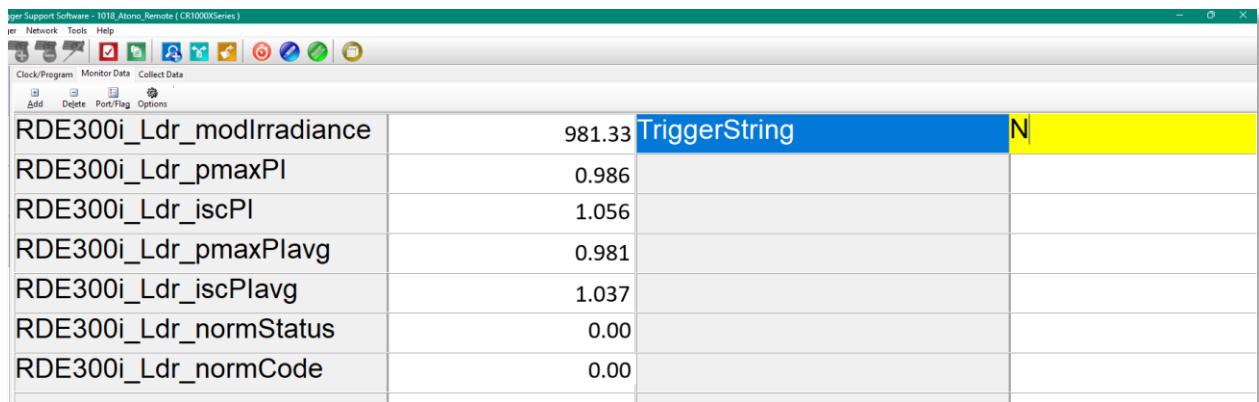 gger Support Software - 1018_Atono_Remote ( CR1000XSeries )
er Network Tools Help
Clock/Program Monitor Data Collect Data
Add Delete Port/Flag Options
RDE300i_Ldr_modIrradiance 981.33 TriggerString N
RDE300i_Ldr_pmaxPI 0.986
RDE300i_Ldr_iscPI 1.056
RDE300i_Ldr_pmaxPIavg 0.981
RDE300i_Ldr_iscPIavg 1.037
RDE300i_Ldr_normStatus 0.00
RDE300i_Ldr_normCode 0.00